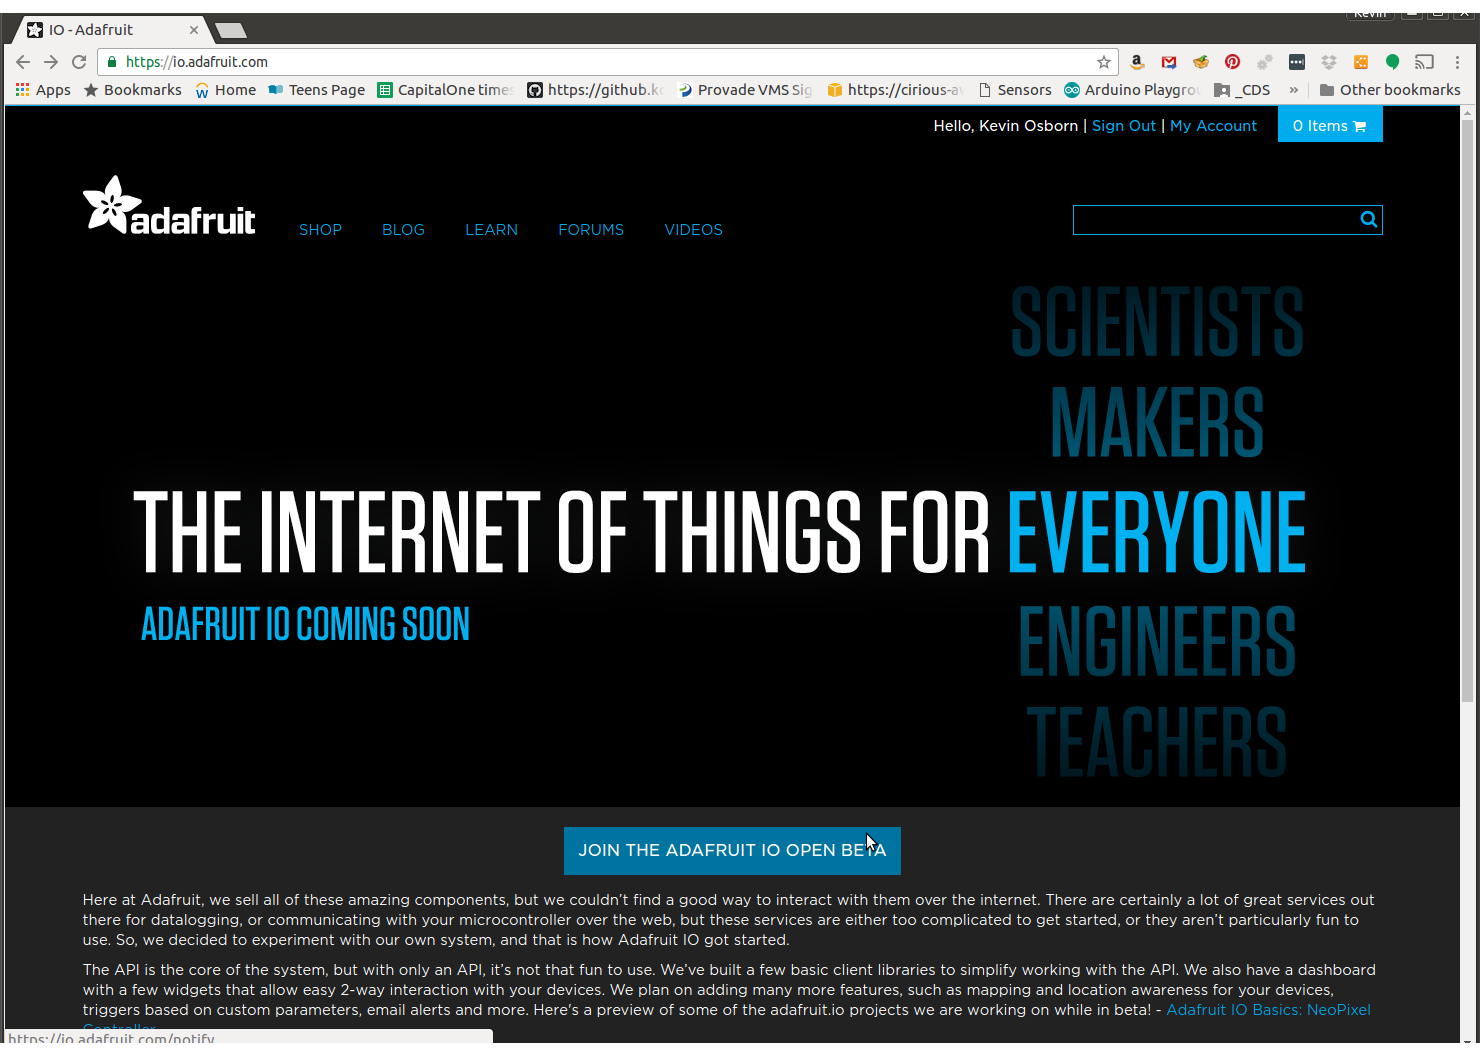 Kevin
IO - Adafruit
https://io.adafruit.com
Apps Bookmarks Home Teens Page CapitalOne time https://github.k Provade VMS Sig https://cirious-a Sensors Arduino Playgro _CDS » Other bookmarks
Hello, Kevin Osborn | Sign Out | My Account 0 Items
adafruit SHOP BLOG LEARN FORUMS VIDEOS
SCIENTISTS
MAKERS
THE INTERNET OF THINGS FOR EVERYONE
ADAFRUIT IO COMING SOON
ENGINEERS
TEACHERS
JOIN THE ADAFRUIT IO OPEN BETA
Here at Adafruit, we sell all of these amazing components, but we couldn't find a good way to interact with them over the internet. There are certainly a lot of great services out
there for datalogging, or communicating with your microcontroller over the web, but these services are either too complicated to get started, or they aren't particularly fun to
use. So, we decided to experiment with our own system, and that is how Adafruit IO got started.
The API is the core of the system, but with only an API, it's not that fun to use. We've built a few basic client libraries to simplify working with the API. We also have a dashboard
with a few widgets that allow easy 2-way interaction with your devices. We plan on adding many more features, such as mapping and location awareness for your devices,
triggers based on custom parameters, email alerts and more. Here's a preview of some of the adafruit.io projects we are working on while in beta! - Adafruit IO Basics: NeoPixel
Controller
https://io.adafruit.com/notify